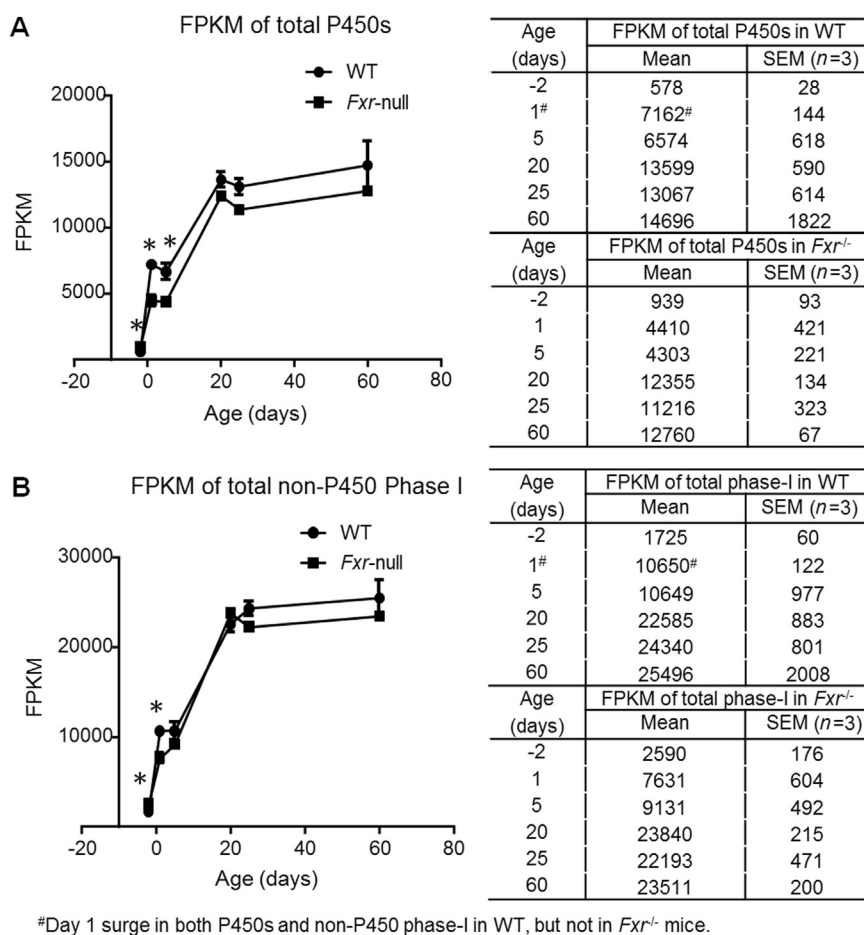 A
FPKM of total P450s
WT
Fxr-null
20000
15000
10000
5000
FPKM
*
* *
-20 0 20 40 60 80
Age (days)
Age (days) FPKM of total P450s in WT
Mean SEM (n=3)
-2 578 28
1# 7162# 144
5 6574 618
20 13599 590
25 13067 614
60 14696 1822
Age (days) FPKM of total P450s in Fxr-/-
Mean SEM (n=3)
-2 939 93
1 4410 421
5 4303 221
20 12355 134
25 11216 323
60 12760 67
B
FPKM of total non-P450 Phase I
WT
Fxr-null
30000
20000
10000
0
FPKM
*
*
-20 0 20 40 60 80
Age (days)
Age (days) FPKM of total phase-I in WT
Mean SEM (n=3)
-2 1725 60
1# 10650# 122
5 10649 977
20 22585 883
25 24340 801
60 25496 2008
Age (days) FPKM of total phase-I in Fxr-/-
Mean SEM (n=3)
-2 2590 176
1 7631 604
5 9131 492
20 23840 215
25 22193 471
60 23511 200
#Day 1 surge in both P450s and non-P450 phase-I in WT, but not in Fxr-/- mice.